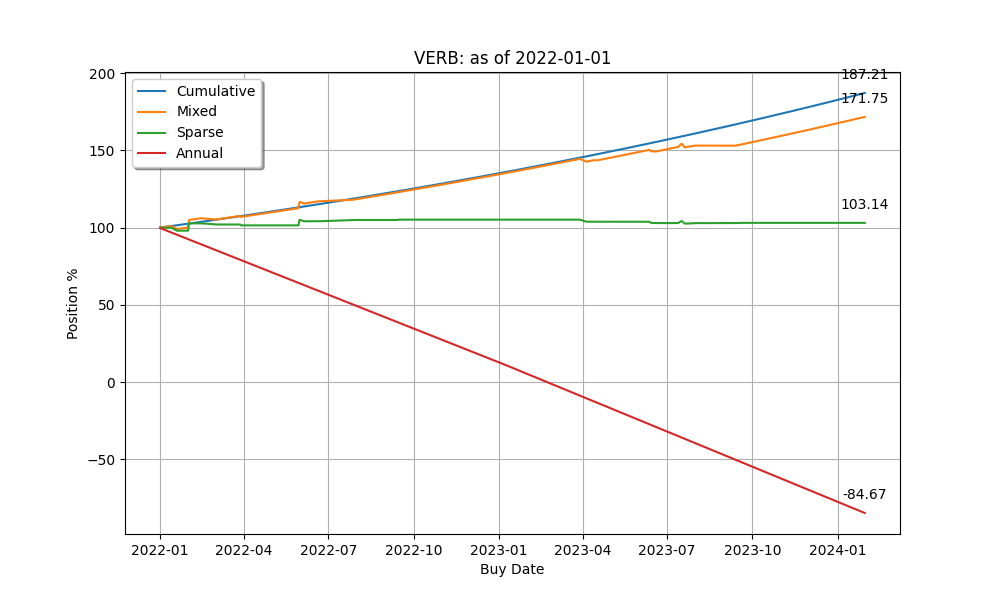 VERB: as of 2022-01-01
Cumulative
Mixed
Sparse
Annual
187.21
171.75
103.14
-84.67
200
150
100
50
0
−50
Position %
2022-01 2022-04 2022-07 2022-10 2023-01 2023-04 2023-07 2023-10 2024-01
Buy Date